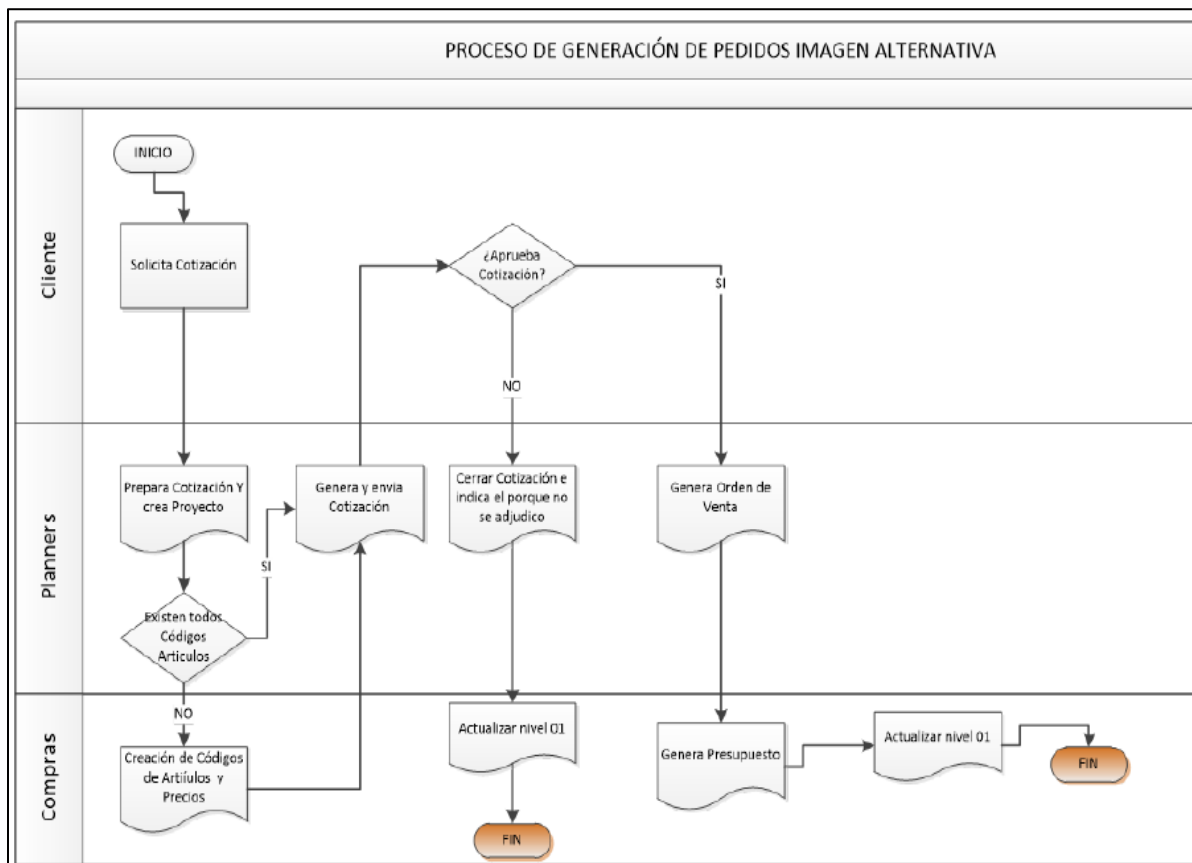 PROCESO DE GENERACIÓN DE PEDIDOS IMAGEN ALTERNATIVA
Cliente
INICIO
Solicita Cotización
¿Aprueba
Cotización?
SI
NO
Planners
Prepara Cotización Y
crea Proyecto
Genera y envia
Cotización
Cerrar Cotización e
indica el porque no
se adjudico
Genera Orden de
Venta
SI
Existen todos
Códigos
Articulos
Compras
NO
Creación de Códigos
de Artiíulos y
Precios
Actualizar nivel 01
FIN
Genera Presupuesto
Actualizar nivel 01
FIN